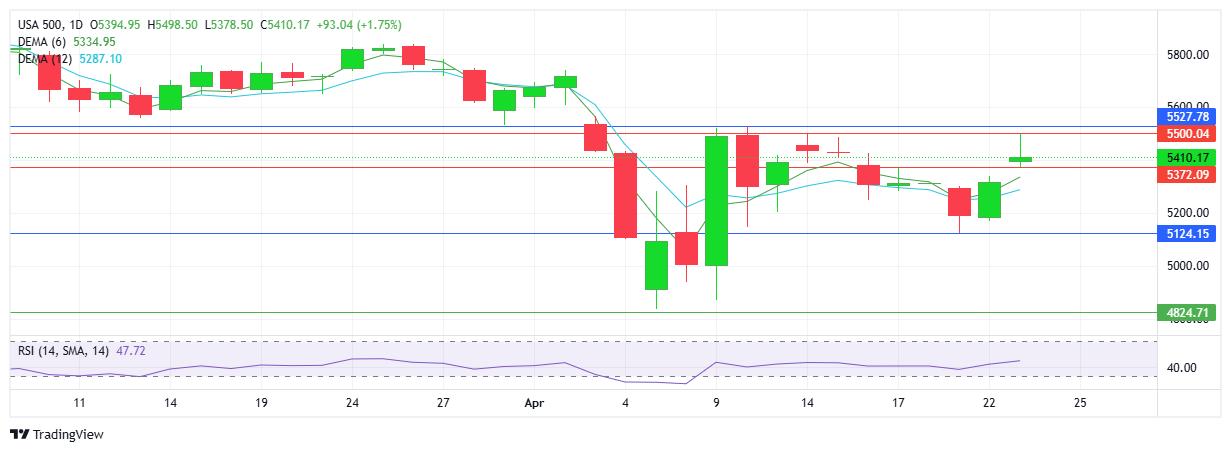 USA 500, 1D O5394.95 H5498.50 L5378.50 C5410.17 +93.04 (+1.75%)
DEMA (6) 5334.95
DEMA (12) 5287.10
5800.00
5600.00
5527.78
5500.04
5410.17
5372.09
5200.00
5124.15
5000.00
4824.71
RSI (14, SMA, 14) 47.72
40.00
11 14 19 24 27 Apr 4 9 14 17 22 25
TradingView